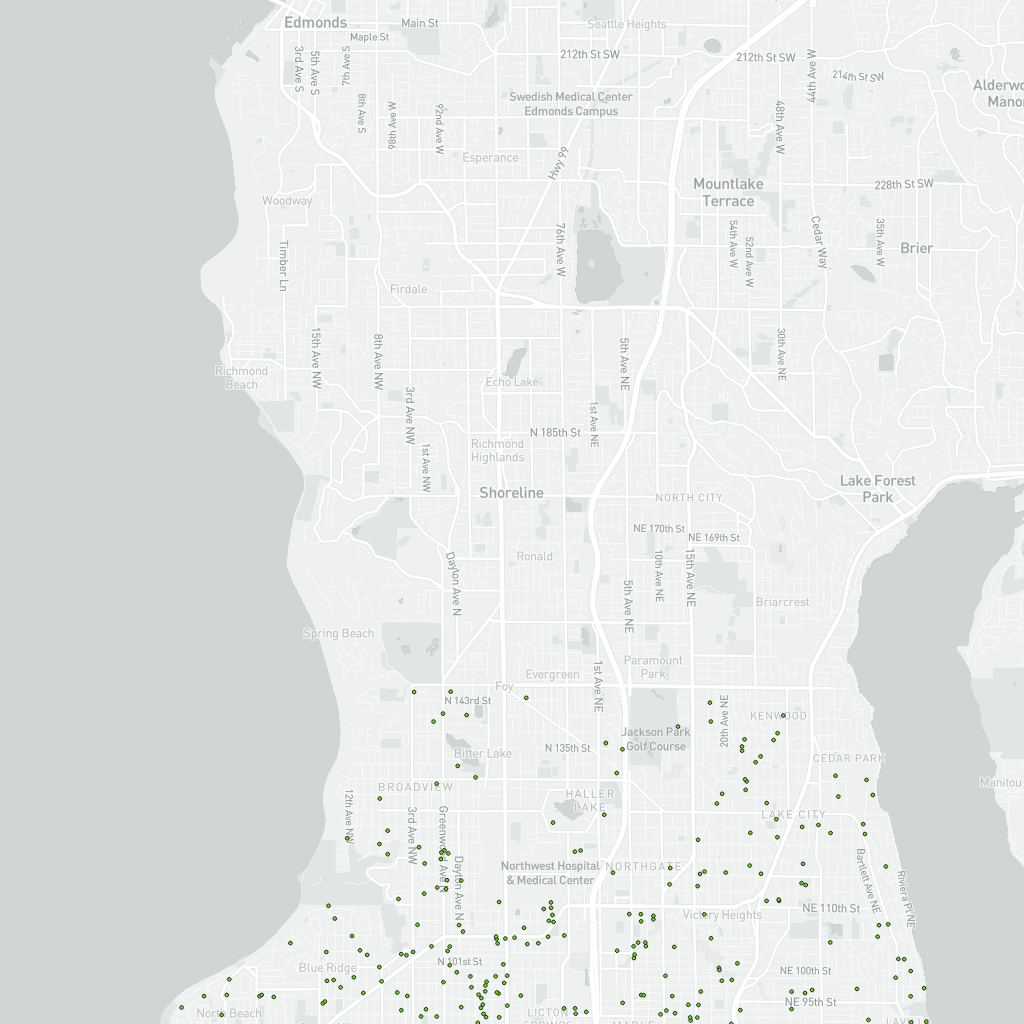 Edmonds
Main St
Maple St
Seattle Heights
3rd Ave S
5th Ave S
7th Ave S
212th St SW
212th St SW
44th Ave W
214th St SW
Alderwo
Manor
8th Ave S
98th Ave W
92nd Ave W
Swedish Medical Center
Edmonds Campus
48th Ave W
Esperance
Hwy 99
Mountlake
Terrace
228th St SW
Woodway
Timber Ln
76th Ave W
54th Ave W
52nd Ave W
Cedar Way
35th Ave W
Brier
Firdale
15th Ave NW
8th Ave NW
5th Ave NE
30th Ave NE
Richmond
Beach
Echo Lake
3rd Ave NW
1st Ave NE
N 185th St
1st Ave NW
Richmond
Highlands
Shoreline
NORTH CITY
Lake Forest
Park
NE 170th St
NE 169th St
Ronald
Dayton Ave N
10th Ave NE
15th Ave NE
5th Ave NE
Briarcrest
Spring Beach
Paramount
Park
Evergreen
1st Ave NE
Foy
N 143rd St
20th Ave NE
KENWOOD
Jackson Park
Golf Course
N 135th St
Bitter Lake
CEDAR PARK
Manitou
BROADVIEW
12th Ave NW
3rd Ave NW
Greenwood Ave N
HALLER
LAKE
LAKE CITY
Dayton Ave N
Northwest Hospital
& Medical Center
NORTHGATE
Bartlett Ave NE
Riviera Pl NE
NE 110th St
Victory Heights
N 101st St
Blue Ridge
NE 100th St
NE 95th St
North Beach
LICTON
SPRINGS
MAPLE